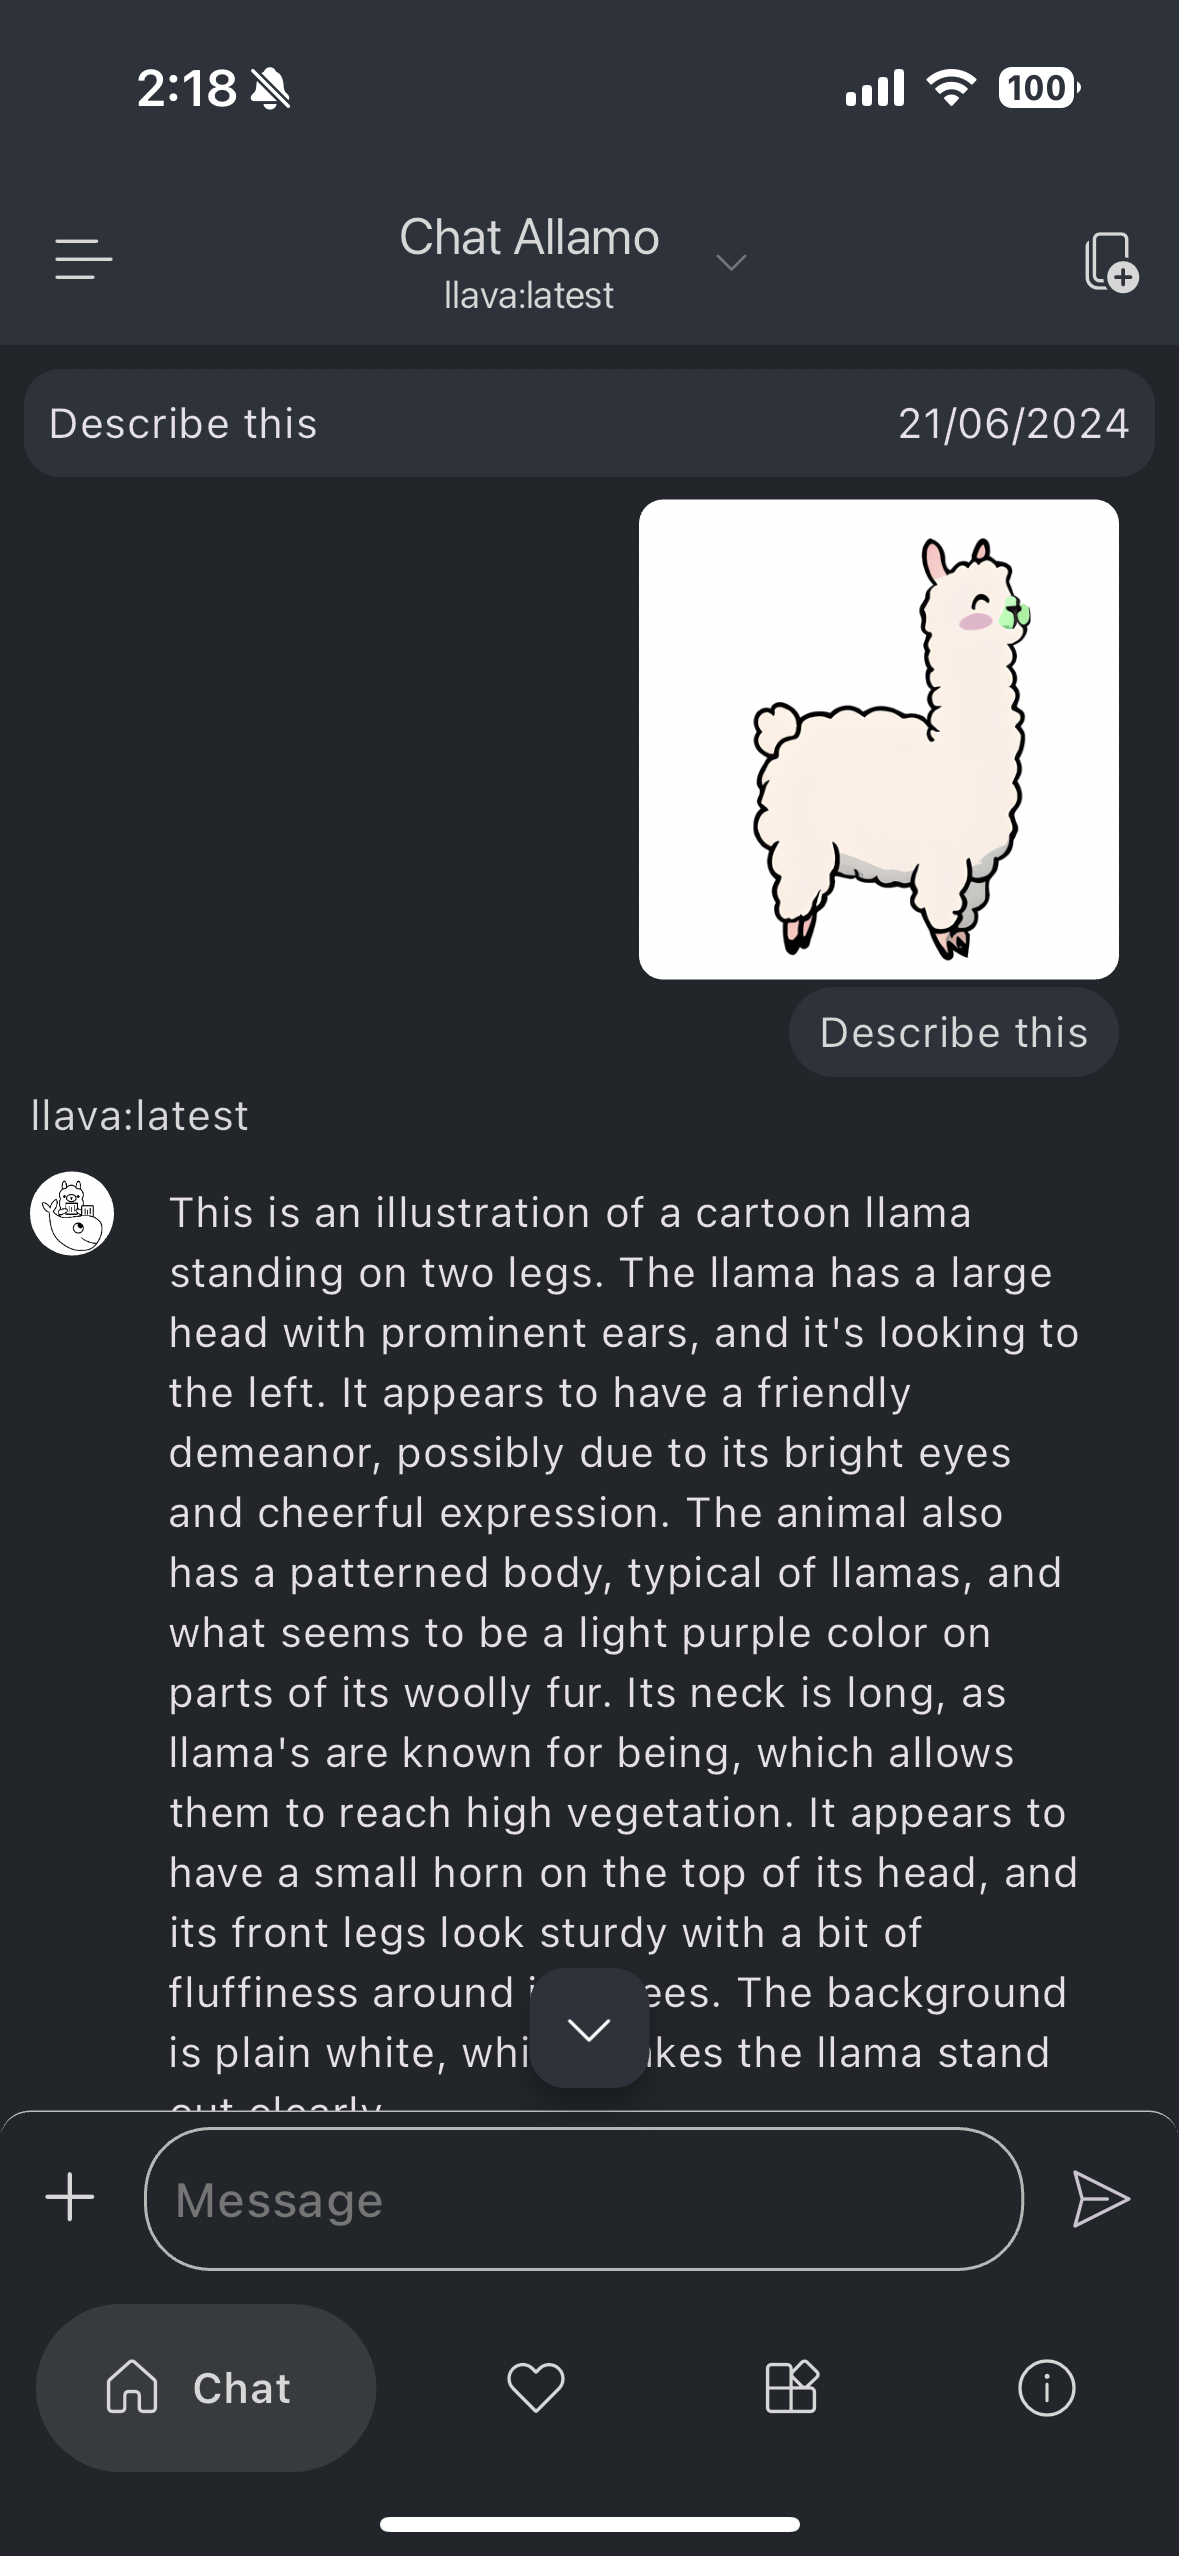 2:18
100
Chat Allamo
llava:latest
Describe this 21/06/2024
Describe this
llava:latest
This is an illustration of a cartoon llama
standing on two legs. The llama has a large
head with prominent ears, and it's looking to
the left. It appears to have a friendly
demeanor, possibly due to its bright eyes
and cheerful expression. The animal also
has a patterned body, typical of llamas, and
what seems to be a light purple color on
parts of its woolly fur. Its neck is long, as
llama's are known for being, which allows
them to reach high vegetation. It appears to
have a small horn on the top of its head, and
its front legs look sturdy with a bit of
fluffiness around The background
is plain white, the llama stand
out clearly
Message
Chat